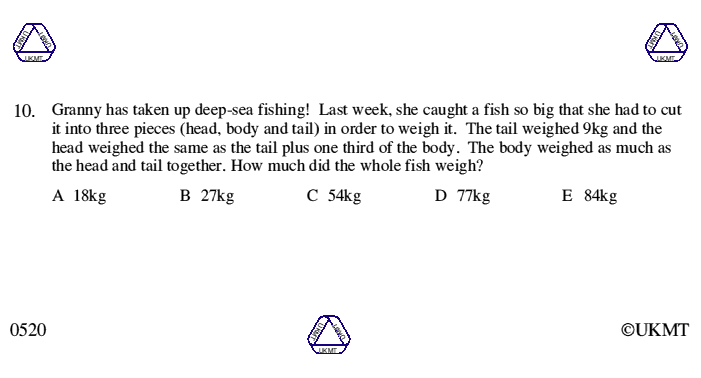 UKMT UKMT UKMT
UKMT UKMT UKMT
10. Granny has taken up deep-sea fishing! Last week, she caught a fish so big that she had to cut
it into three pieces (head, body and tail) in order to weigh it. The tail weighed 9kg and the
head weighed the same as the tail plus one third of the body. The body weighed as much as
the head and tail together. How much did the whole fish weigh?
A 18kg B 27kg C 54kg D 77kg E 84kg
0520
UKMT UKMT UKMT
©UKMT